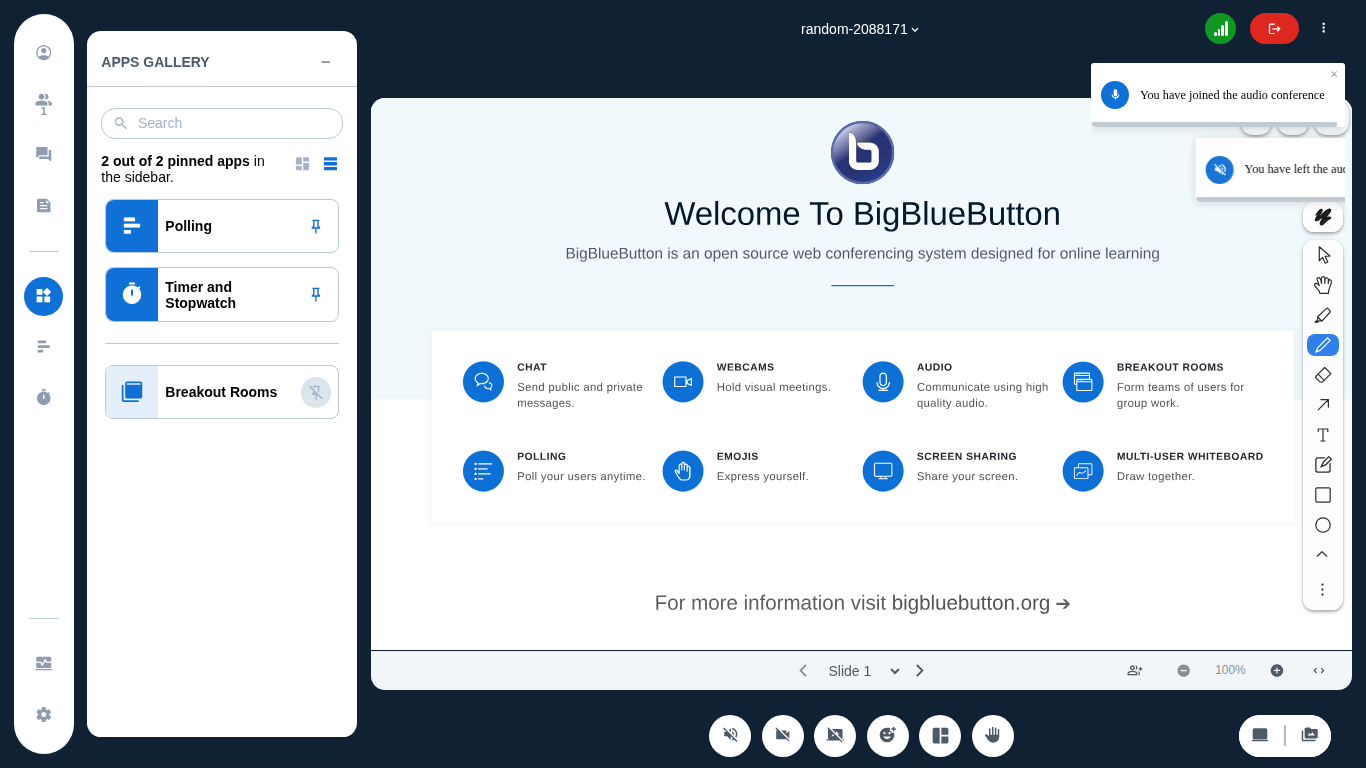 random-2088171
APPS GALLERY
1
Search
2 out of 2 pinned apps in
the sidebar.
Polling
Timer and
Stopwatch
Breakout Rooms
You have joined the audio conference
You have left the
Welcome To BigBlueButton
BigBlueButton is an open source web conferencing system designed for online learning
CHAT
Send public and private
messages.
WEBCAMS
Hold visual meetings.
AUDIO
Communicate using high
quality audio.
BREAKOUT ROOMS
Form teams of users for
group work.
POLLING
Poll your users anytime.
EMOJIS
Express yourself.
SCREEN SHARING
Share your screen.
MULTI-USER WHITEBOARD
Draw together.
For more information visit bigbluebutton.org ➔
Slide 1
100%